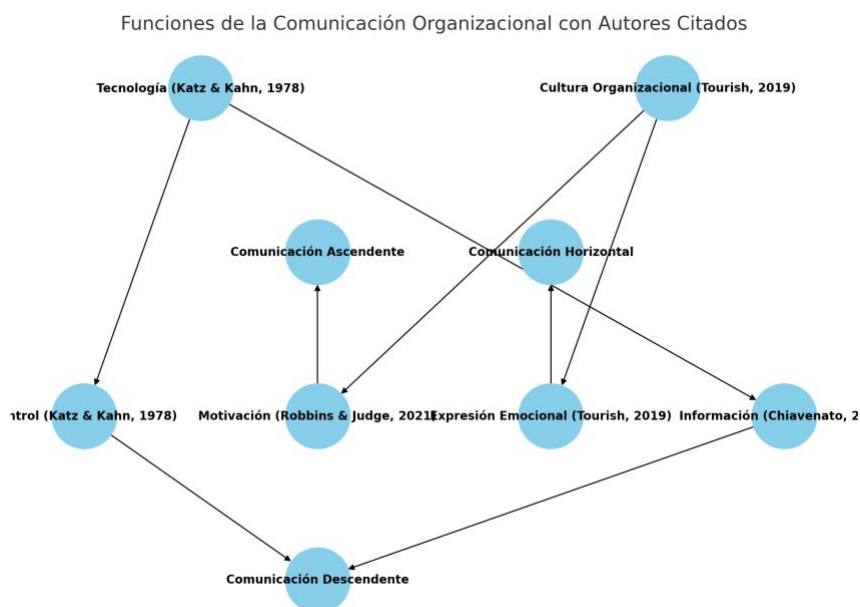 Funciones de la Comunicación Organizacional con Autores Citados
Tecnología (Katz & Kahn, 1978)
Cultura Organizacional (Tourish, 2019)
Comunicación Ascendente
Comunicación Horizontal
ntrol (Katz & Kahn, 1978)
Motivación (Robbins & Judge, 2021)
Expresión Emocional (Tourish, 2019)
Información (Chiavenato, 2
Comunicación Descendente